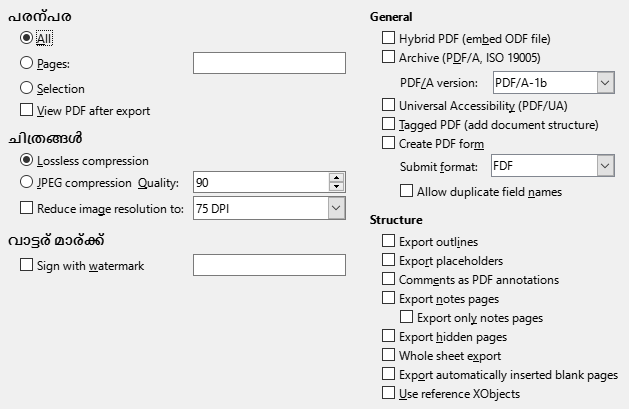 പരന്പര
All
Pages:
Selection
View PDF after export
ചിത്രങ്ങൾ
Lossless compression
JPEG compression Quality: 90
Reduce image resolution to: 75 DPI
വാട്ടര് മാര്ക്ക്
Sign with watermark
General
Hybrid PDF (embed ODF file)
Archive (PDF/A, ISO 19005)
PDF/A version: PDF/A-1b
Universal Accessibility (PDF/UA)
Tagged PDF (add document structure)
Create PDF form
Submit format: FDF
Allow duplicate field names
Structure
Export outlines
Export placeholders
Comments as PDF annotations
Export notes pages
Export only notes pages
Export hidden pages
Whole sheet export
Export automatically inserted blank pages
Use reference XObjects